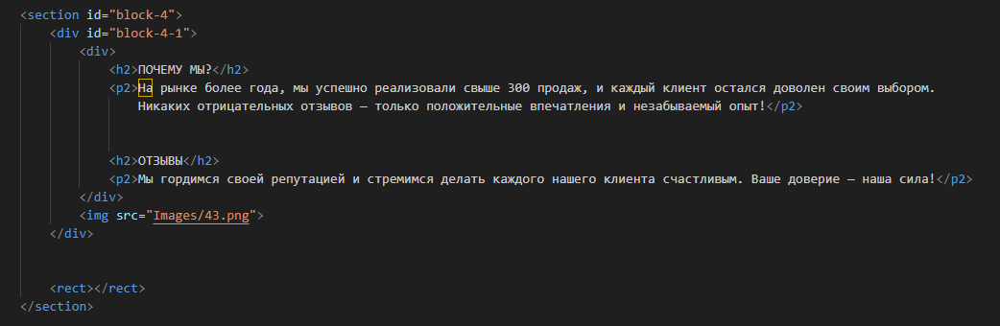 <section id="block-4">
<div id="block-4-1">
<div>
<h2>ПОЧЕМУ МЫ?</h2>
<p2>На рынке более года, мы успешно реализовали свыше 300 продаж, и каждый клиент остался доволен своим выбором.
Никаких отрицательных отзывов – только положительные впечатления и незабываемый опыт!</p2>
<h2>ОТЗЫВЫ</h2>
<p2>Мы гордимся своей репутацией и стремимся делать каждого нашего клиента счастливым. Ваше доверие – наша сила!</p2>
</div>
<img src="Images/43.png">
</div>
<rect></rect>
</section>